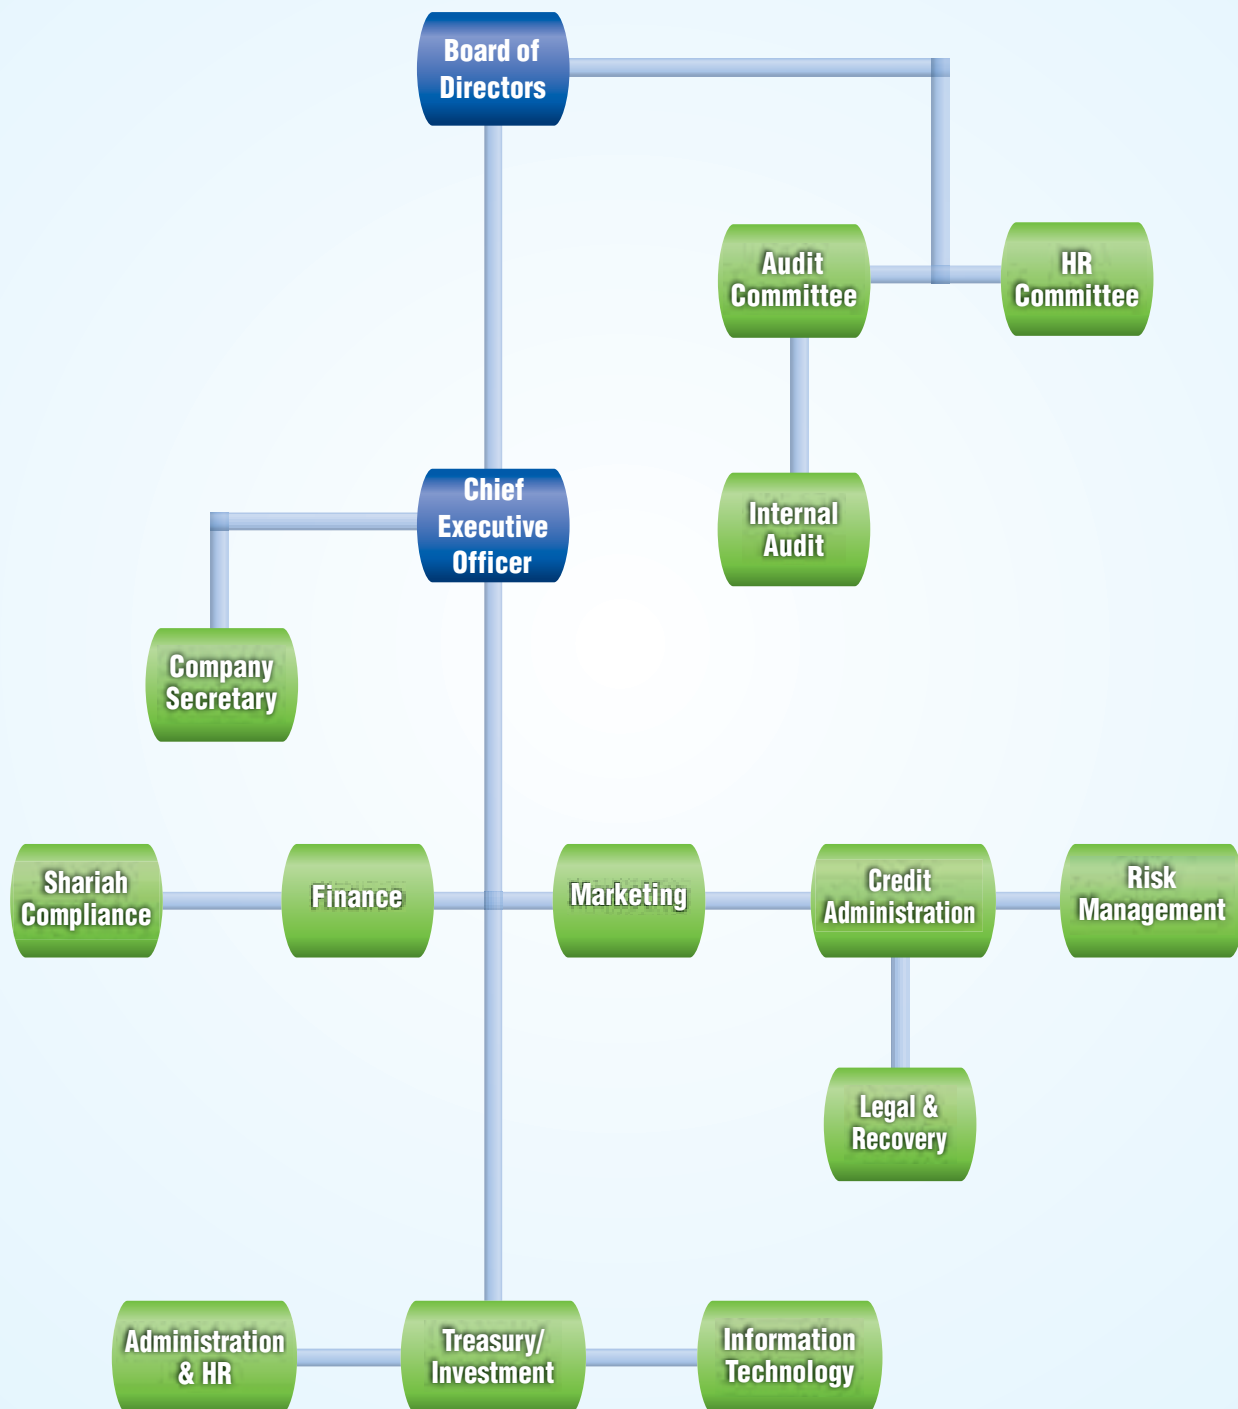 Board of
Directors
Audit
Committee
HR
Committee
Chief
Executive
Officer
Internal
Audit
Company
Secretary
Shariah
Compliance
Finance
Marketing
Credit
Administration
Risk
Management
Legal &
Recovery
Administration
& HR
Treasury/
Investment
Information
Technology